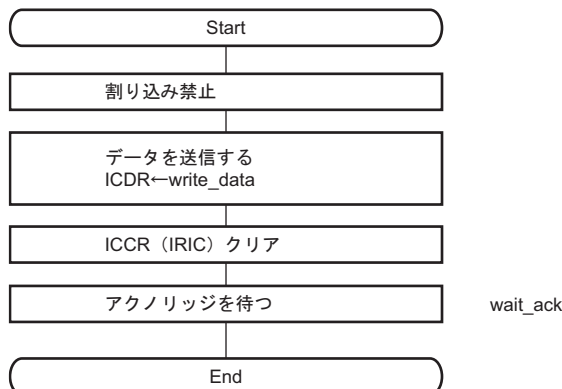 Start
割り込み禁止
データを送信する
ICDR←write_data
ICCR（IRIC）クリア
アクノリッジを待つ
wait_ack
End